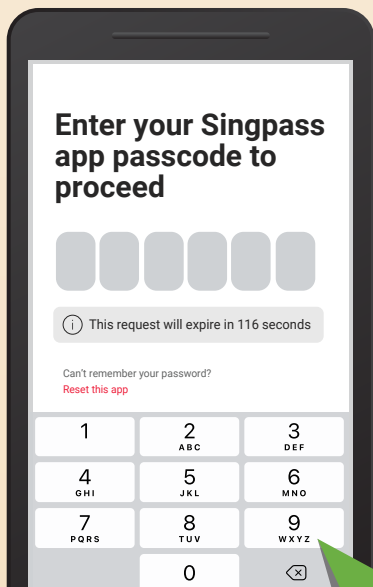 Enter your Singpass
app passcode to
proceed
This request will expire in 116 seconds
Can't remember your password?
Reset this app
1 2 3
ABC DEF
4 5 6
GHI JKL MNO
7 8 9
PQRS TUV WXYZ
0